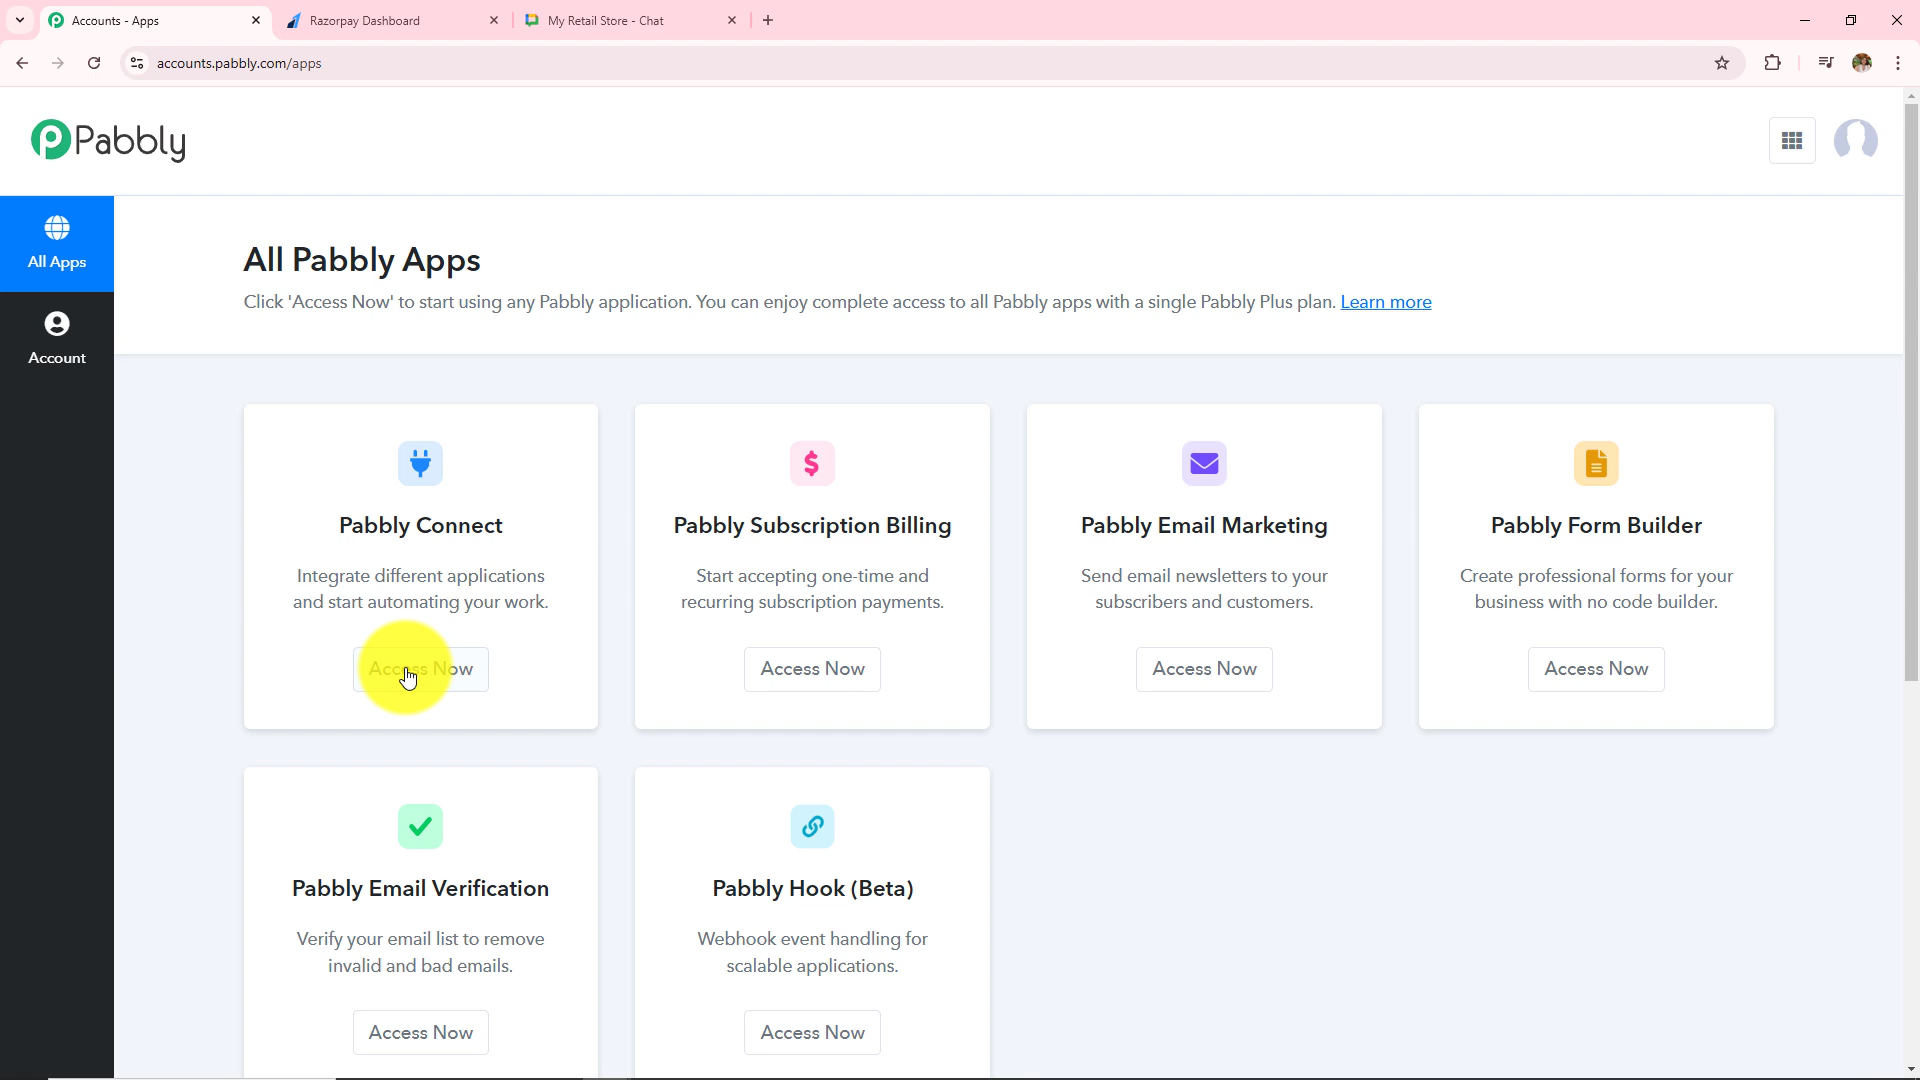 Accounts - Apps
Razorpay Dashboard
My Retail Store - Chat
accounts.pabbly.com/apps
Pabbly
All Apps
Account
All Pabbly Apps
Click 'Access Now' to start using any Pabbly application. You can enjoy complete access to all Pabbly apps with a single Pabbly Plus plan. Learn more
Pabbly Connect
Integrate different applications
and start automating your work.
Access Now
Pabbly Subscription Billing
Start accepting one-time and
recurring subscription payments.
Access Now
Pabbly Email Marketing
Send email newsletters to your
subscribers and customers.
Access Now
Pabbly Form Builder
Create professional forms for your
business with no code builder.
Access Now
Pabbly Email Verification
Verify your email list to remove
invalid and bad emails.
Access Now
Pabbly Hook (Beta)
Webhook event handling for
scalable applications.
Access Now